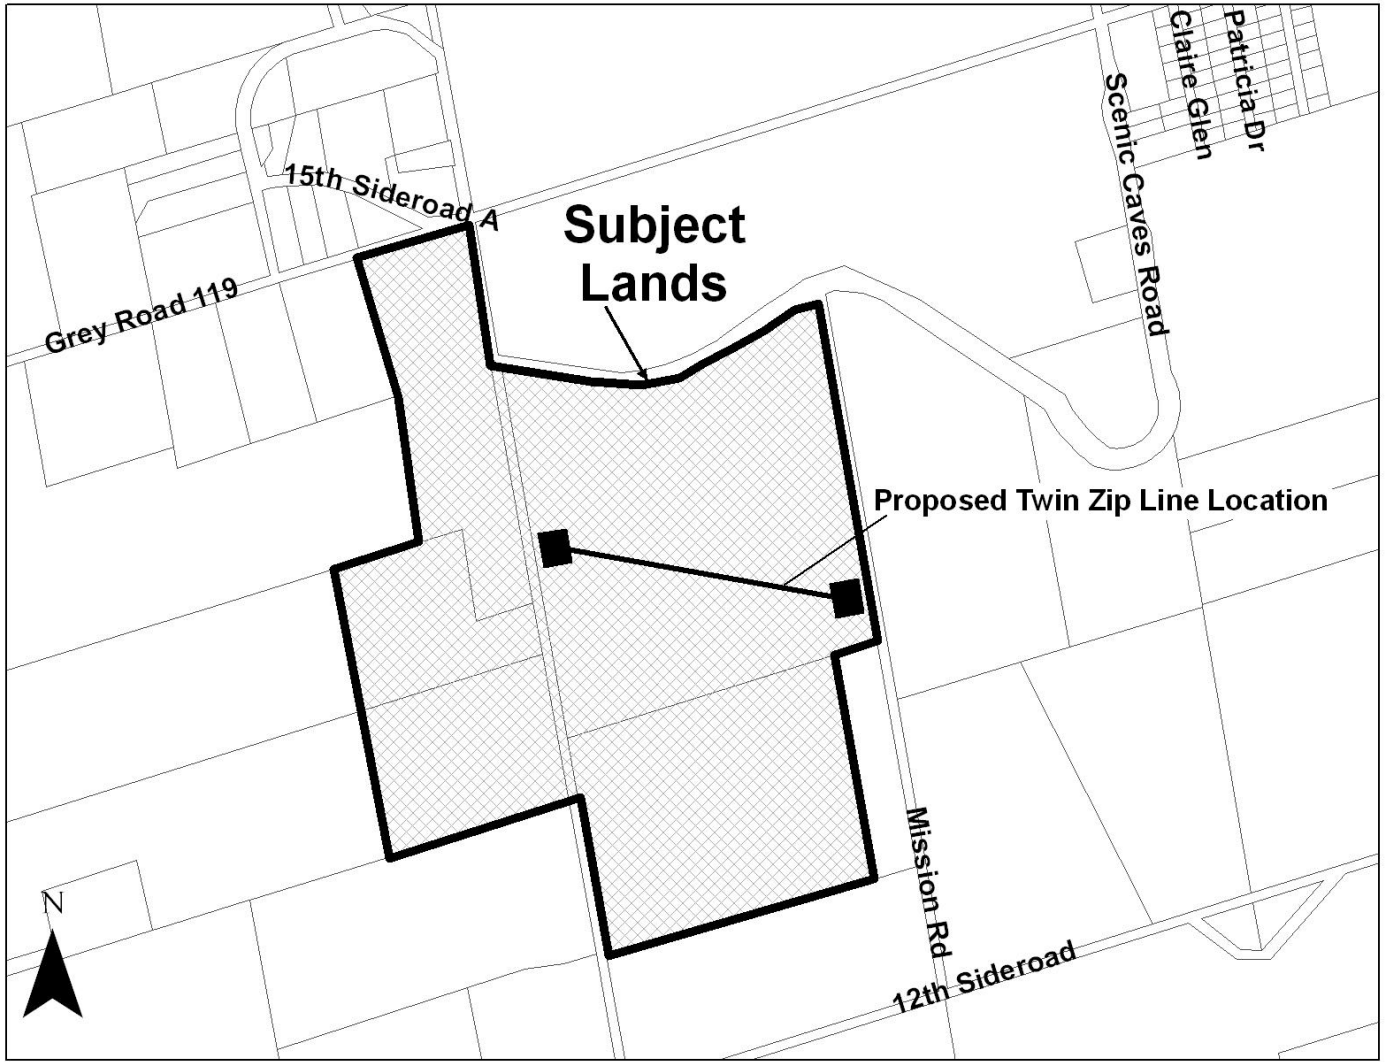 Claire Glen
Patricia Dr
Scenic Caves Road
15th Sideroad A
Subject
Lands
Grey Road 119
Proposed Twin Zip Line Location
Mission Rd
N
12th Sideroad